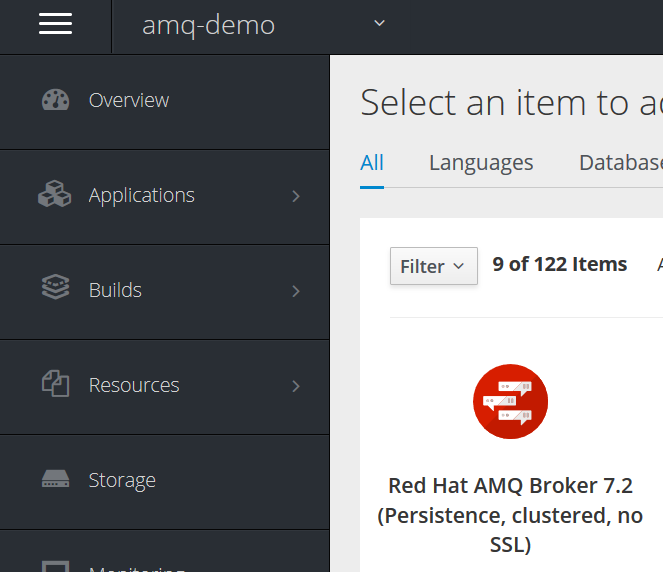 amq-demo
Overview
Applications
Builds
Resources
Storage
Select an item to
All Languages
Filter 9 of 122 Items
Red Hat AMQ Broker 7.2
(Persistence, clustered, no
SSL)